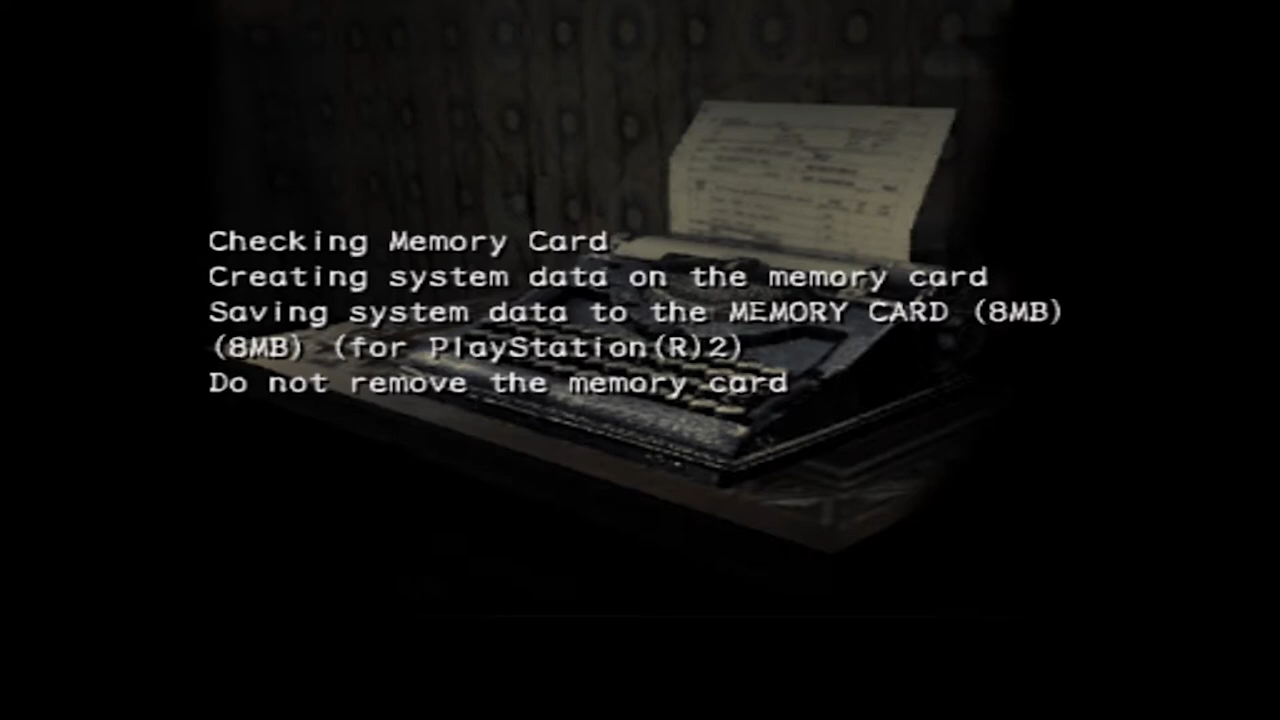 Checking Memory Card
Creating system data on the memory card
Saving system data to the MEMORY CARD (8MB)
(8MB) (for PlayStation(R)2)
Do not remove the memory card